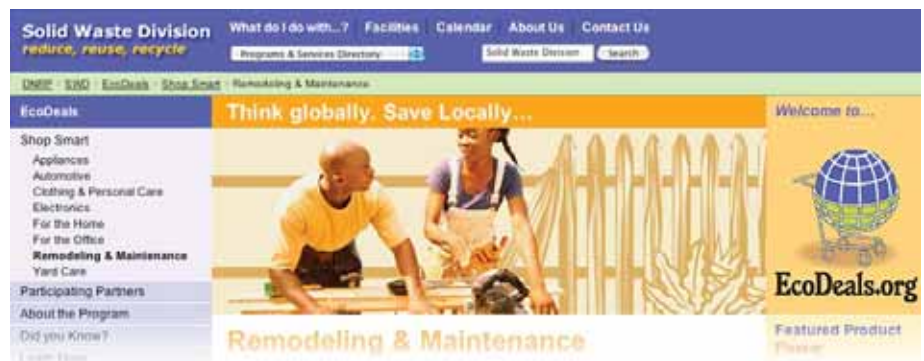 Solid Waste Division
reduce, reuse, recycle
What do I do with...? Facilities Calendar About Us Contact Us
Programs & Services Directory Solid Waste Division Search
DNRP SWD EcoDeals Shop Smart Remodeling & Maintenance
EcoDeals
Shop Smart
Appliances
Automotive
Clothing & Personal Care
Electronics
For the Home
For the Office
Remodeling & Maintenance
Yard Care
Participating Partners
About the Program
Did you Know?
Learn More
Think globally. Save Locally...
Remodeling & Maintenance
Welcome to...
EcoDeals.org
Featured Product